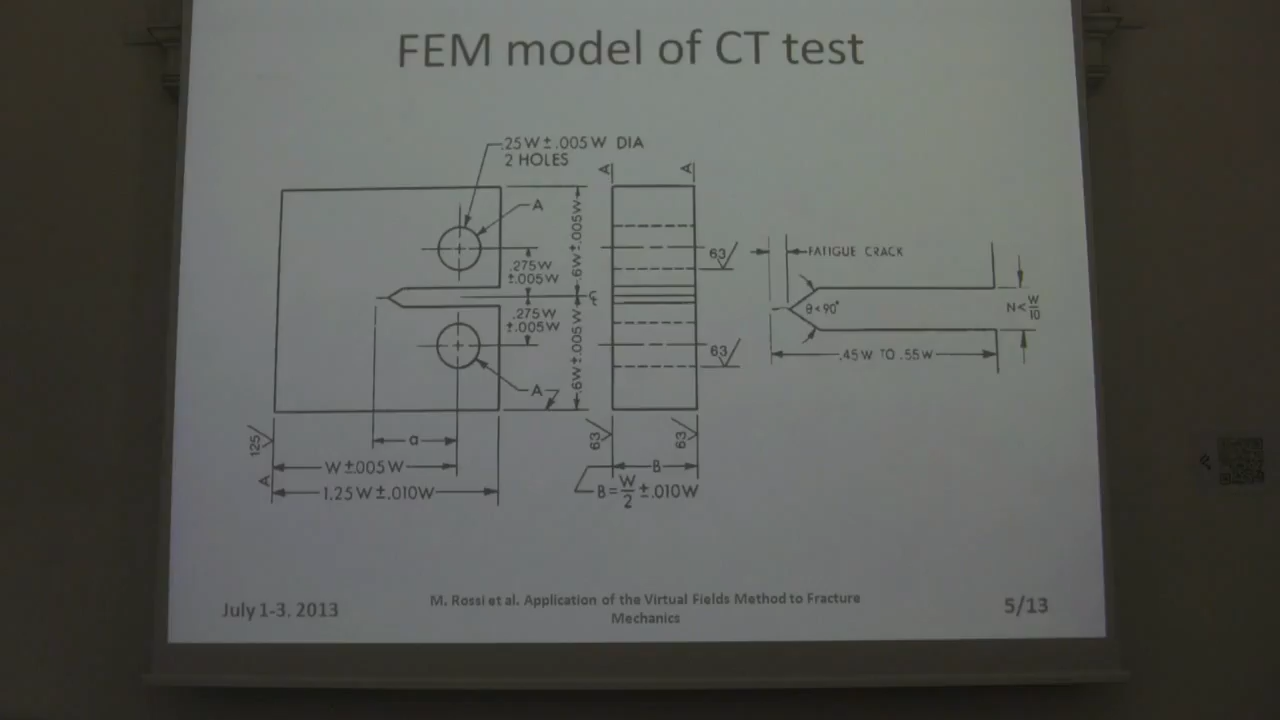 FEM model of CT test
.25W±.005W DIA
2 HOLES
A
A
A
.6W±.005W
.275W
±.005W
℄
.275W
±.005W
.6W±.005W
A
63
63
FATIGUE CRACK
θ<90°
N<W/10
.45W TO .55W
125
a
63
63
W±.005W
B
A
1.25W±.010W
B=W/2±.010W
July 1-3. 2013
M. Rossi et al. Application of the Virtual Fields Method to Fracture
Mechanics
5/13